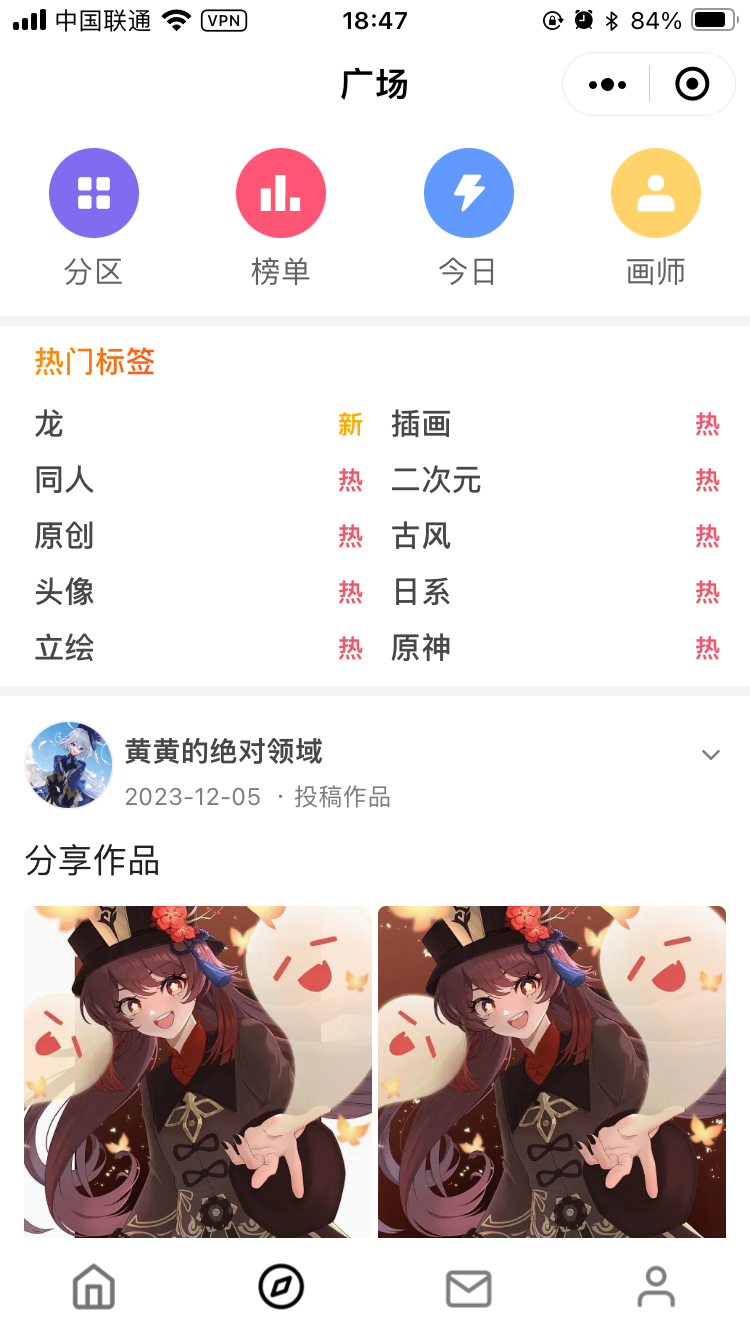 中国联通 VPN 18:47 84%
广场
分区 榜单 今日 画师
热门标签
龙 新 插画 热
同人 热 二次元 热
原创 热 古风 热
头像 热 日系 热
立绘 热 原神 热
黄黄的绝对领域
2023-12-05 · 投稿作品
分享作品